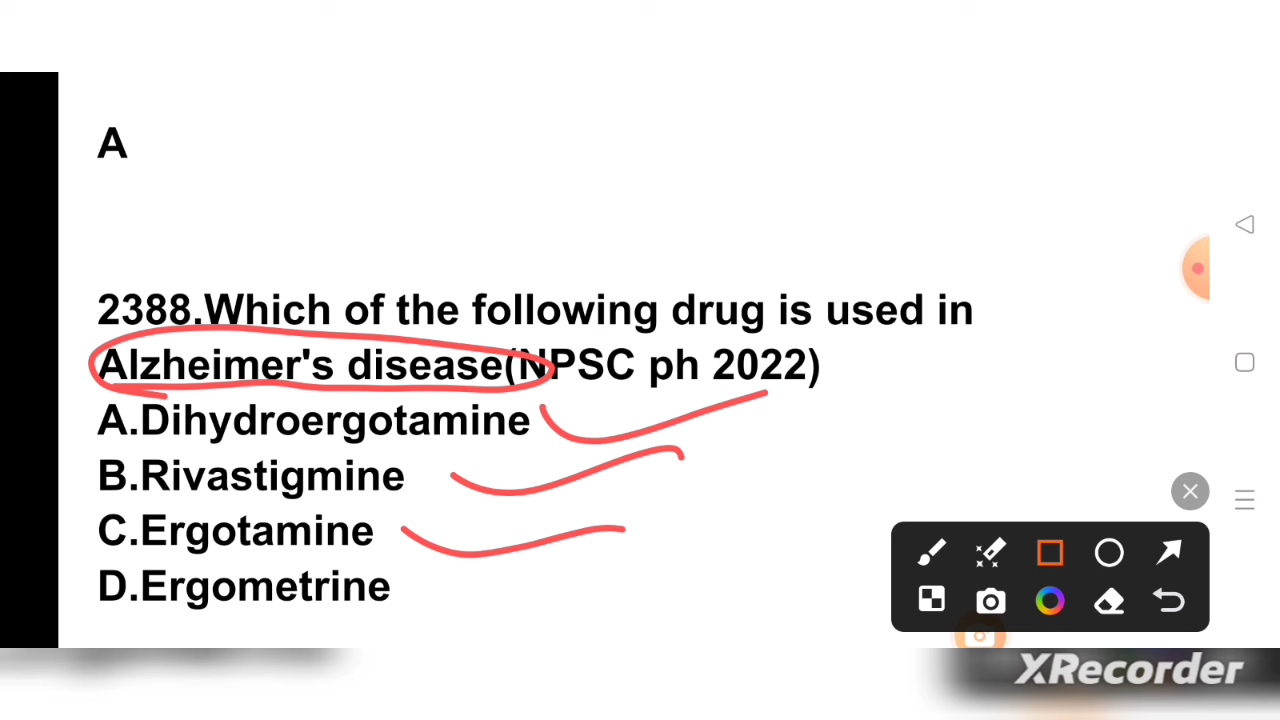 A
2388.Which of the following drug is used in
Alzheimer's disease(NPSC ph 2022)
A.Dihydroergotamine
B.Rivastigmine
C.Ergotamine
D.Ergometrine
XRecorder